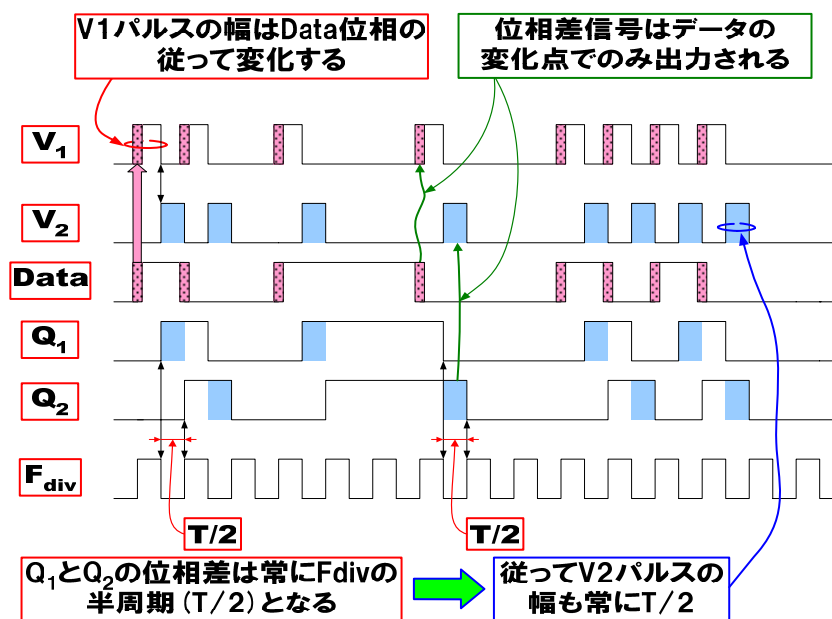 V1パルスの幅はData位相の
従って変化する
位相差信号はデータの
変化点でのみ出力される
V1
V2
Data
Q1
Q2
Fdiv
T/2
T/2
Q1とQ2の位相差は常にFdivの
半周期(T/2)となる
従ってV2パルスの
幅も常にT/2